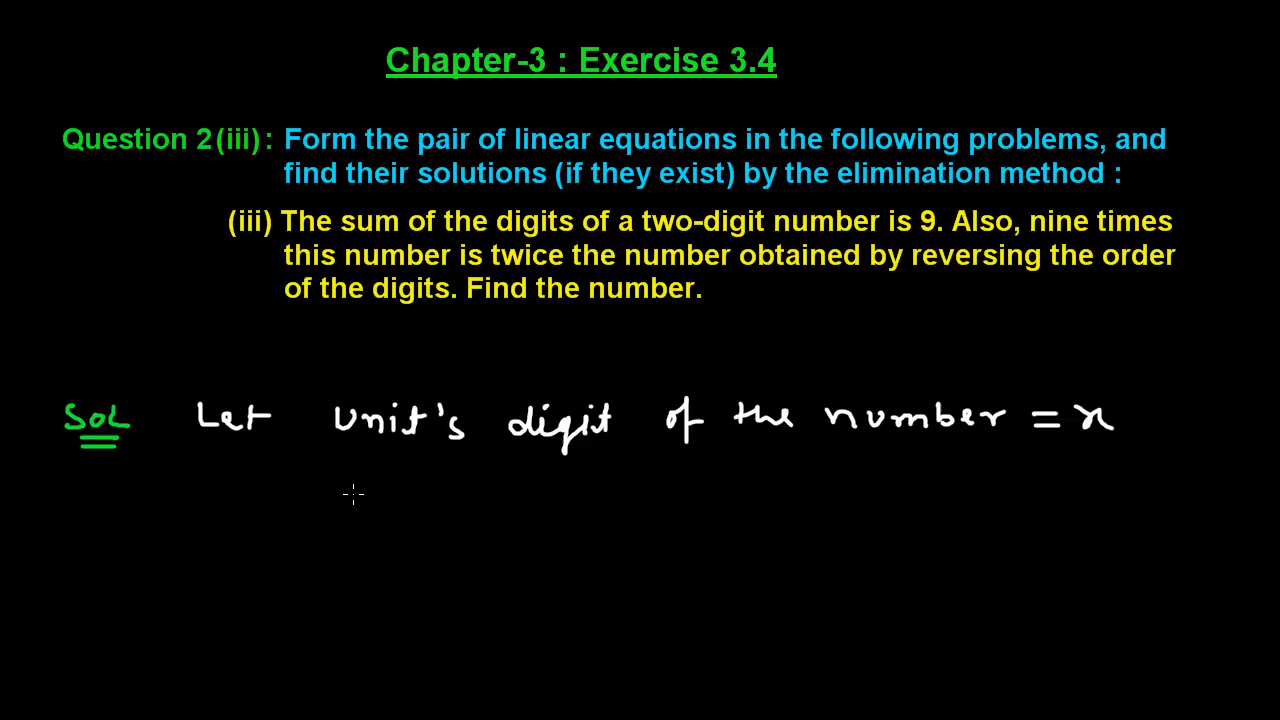 Chapter-3 : Exercise 3.4
Question 2(iii) : Form the pair of linear equations in the following problems, and
find their solutions (if they exist) by the elimination method :
(iii) The sum of the digits of a two-digit number is 9. Also, nine times
this number is twice the number obtained by reversing the order
of the digits. Find the number.
Sol Let unit's digit of the number = x